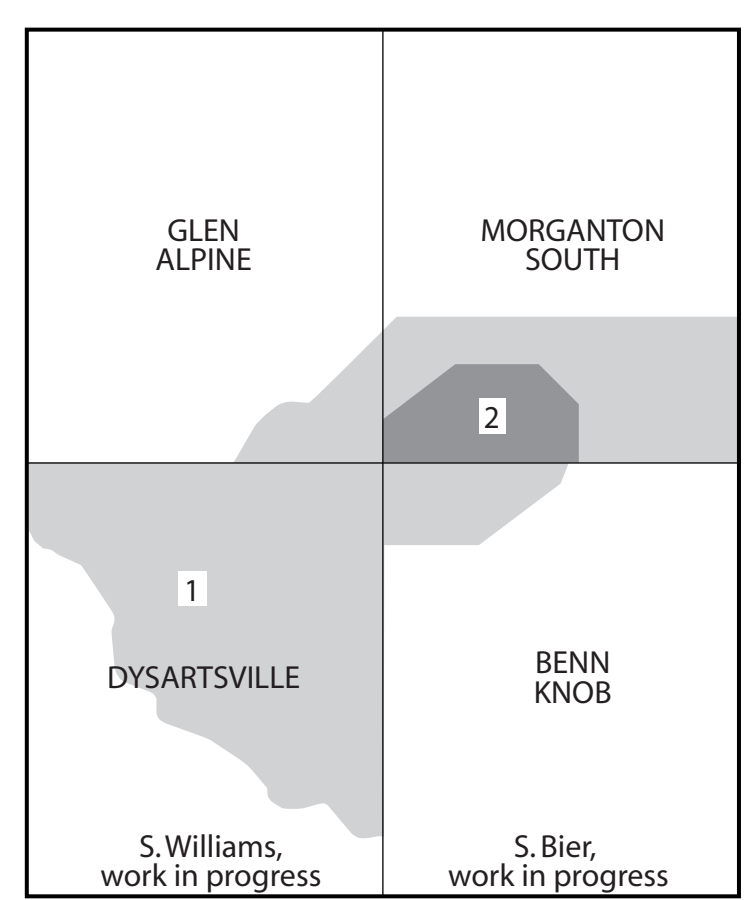 GLEN
ALPINE
MORGANTON
SOUTH
2
1
DYSARTSVILLE
BENN
KNOB
S. Williams,
work in progress
S. Bier,
work in progress